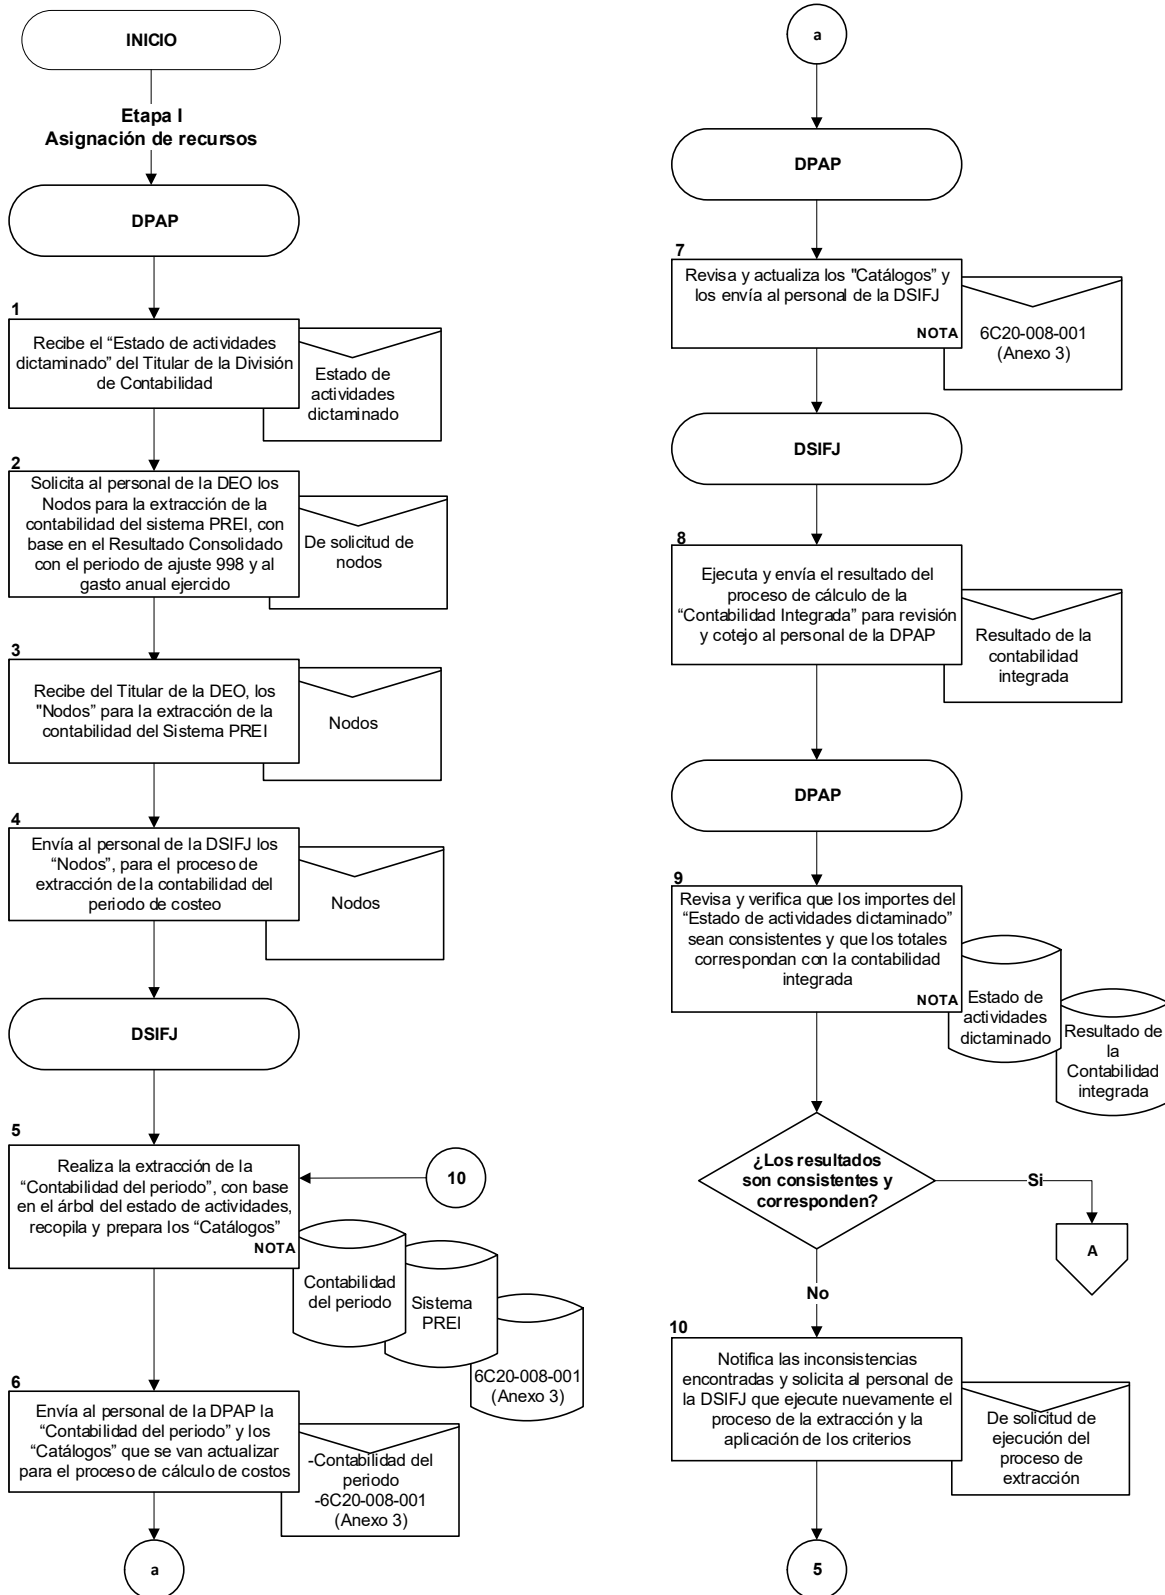 INICIO
Etapa I
Asignación de recursos
DPAP
1
Recibe el “Estado de actividades
dictaminado” del Titular de la División
de Contabilidad
Estado de
actividades
dictaminado
2
Solicita al personal de la DEO los
Nodos para la extracción de la
contabilidad del sistema PREI, con
base en el Resultado Consolidado
con el periodo de ajuste 998 y al
gasto anual ejercido
De solicitud de
nodos
3
Recibe del Titular de la DEO, los
"Nodos” para la extracción de la
contabilidad del Sistema PREI
Nodos
4
Envía al personal de la DSIFJ los
“Nodos”, para el proceso de
extracción de la contabilidad del
periodo de costeo
Nodos
DSIFJ
5
Realiza la extracción de la
“Contabilidad del periodo”, con base
en el árbol del estado de actividades,
recopila y prepara los “Catálogos”
NOTA
10
Contabilidad
del periodo
Sistema
PREI
6C20-008-001
(Anexo 3)
6
Envía al personal de la DPAP la
“Contabilidad del periodo” y los
“Catálogos” que se van actualizar
para el proceso de cálculo de costos
-Contabilidad del
periodo
-6C20-008-001
(Anexo 3)
a
a
DPAP
7
Revisa y actualiza los "Catálogos” y
los envía al personal de la DSIFJ
NOTA
6C20-008-001
(Anexo 3)
DSIFJ
8
Ejecuta y envía el resultado del
proceso de cálculo de la
“Contabilidad Integrada” para revisión
y cotejo al personal de la DPAP
Resultado de la
contabilidad
integrada
DPAP
9
Revisa y verifica que los importes del
“Estado de actividades dictaminado”
sean consistentes y que los totales
correspondan con la contabilidad
integrada
NOTA
Estado de
actividades
dictaminado
Resultado de
la
Contabilidad
integrada
¿Los resultados
son consistentes y
corresponden?
Si
A
No
10
Notifica las inconsistencias
encontradas y solicita al personal de
la DSIFJ que ejecute nuevamente el
proceso de la extracción y la
aplicación de los criterios
De solicitud de
ejecución del
proceso de
extracción
5